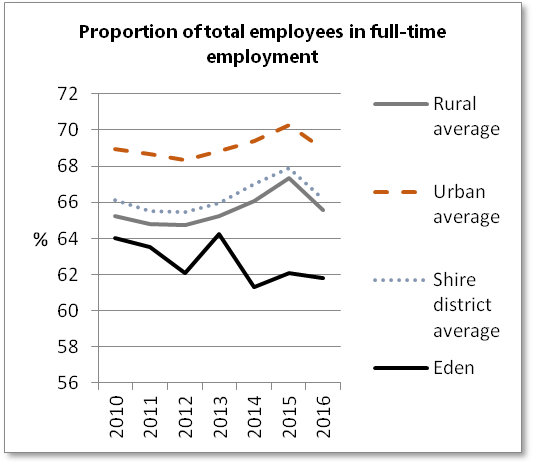 Proportion of total employees in full-time
employment
72
70
68
66
64
62
60
58
56
%
2010
2011
2012
2013
2014
2015
2016
Rural
average
Urban
average
Shire
district
average
Eden